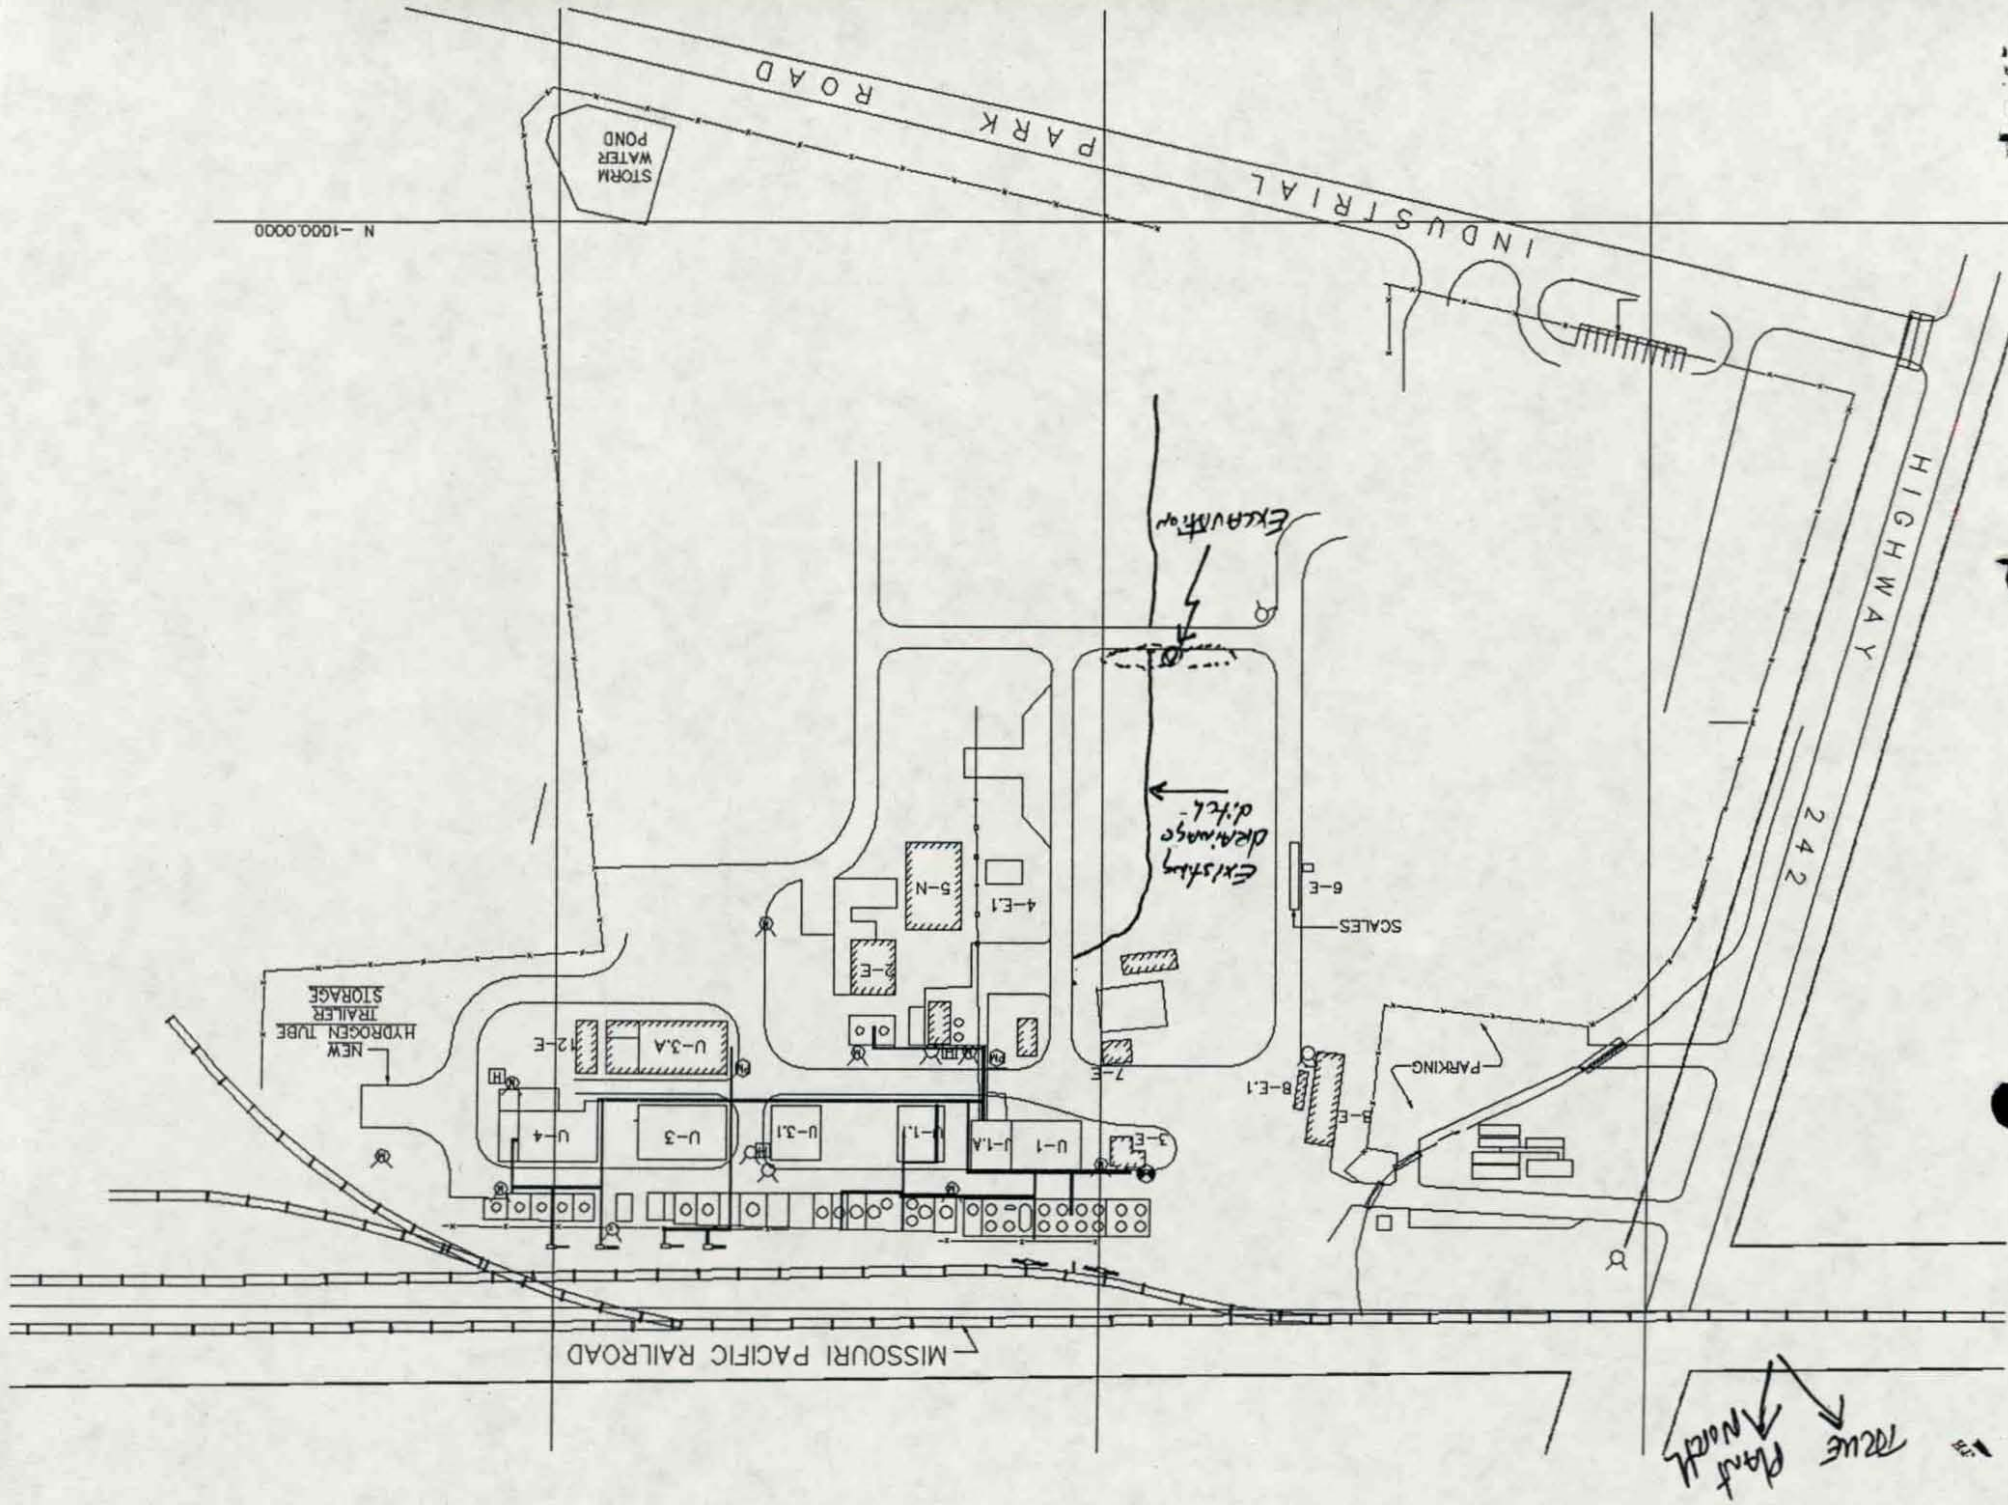 TRUE
Plant
North
MISSOURI PACIFIC RAILROAD
3-E
U-1
U-1.A
U-1.1
U-3.1
U-3
U-4
8-E
8-E.1
7-E
PARKING
U-3.A
12-E
H
H
H
NEW
HYDROGEN TUBE
TRAILER
STORAGE
2-E
SCALES
6-E
4-E.1
5-N
Existing
drainage
ditch
EXCAVAtion
HIGHWAY
242
INDUSTRIAL PARK ROAD
N -1000.0000
STORM
WATER
POND